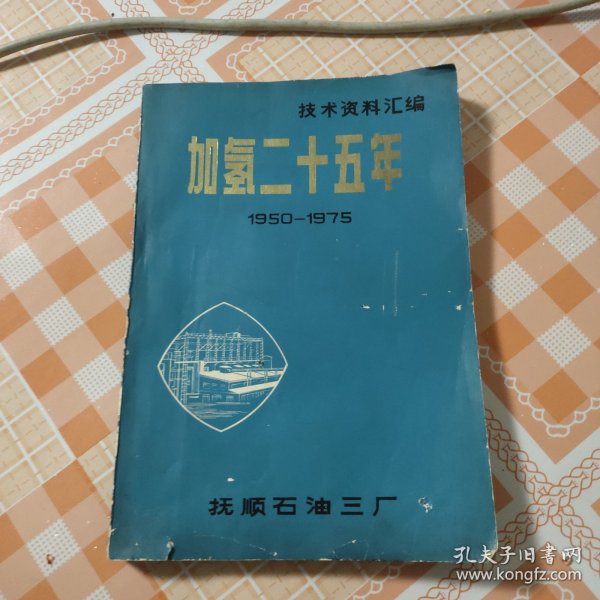 技术资料汇编
加氢二十五年
1950-1975
抚顺石油三厂
孔夫子旧书网
www.kongfz.com